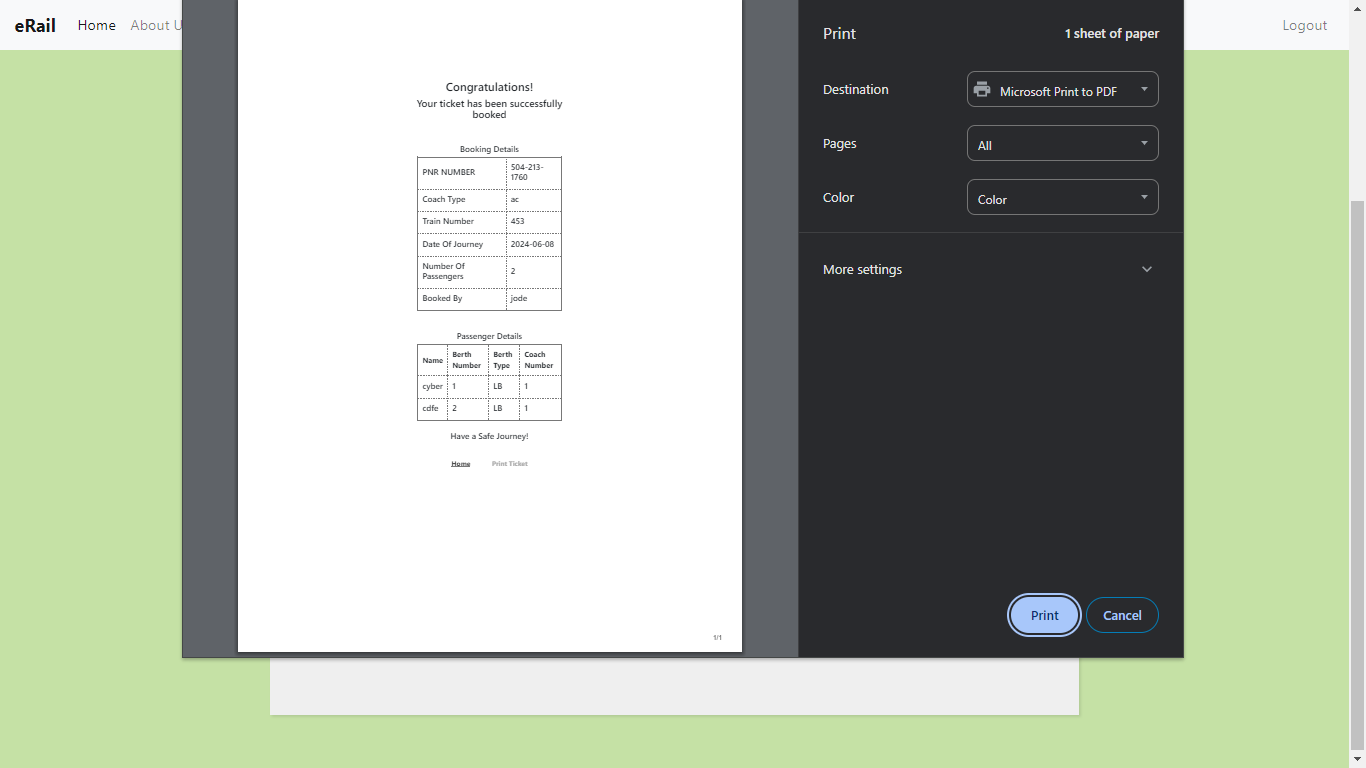 eRail Home About U Logout
Congratulations!
Your ticket has been successfully
booked
Booking Details
PNR NUMBER 504-213-
1760
Coach Type ac
Train Number 453
Date Of Journey 2024-06-08
Number Of
Passengers 2
Booked By jode
Passenger Details
Name Berth Number Berth Type Coach Number
cyber 1 LB 1
cdfe 2 LB 1
Have a Safe Journey!
Home Print Ticket
1/1
Print 1 sheet of paper
Destination Microsoft Print to PDF
Pages All
Color Color
More settings
Print Cancel